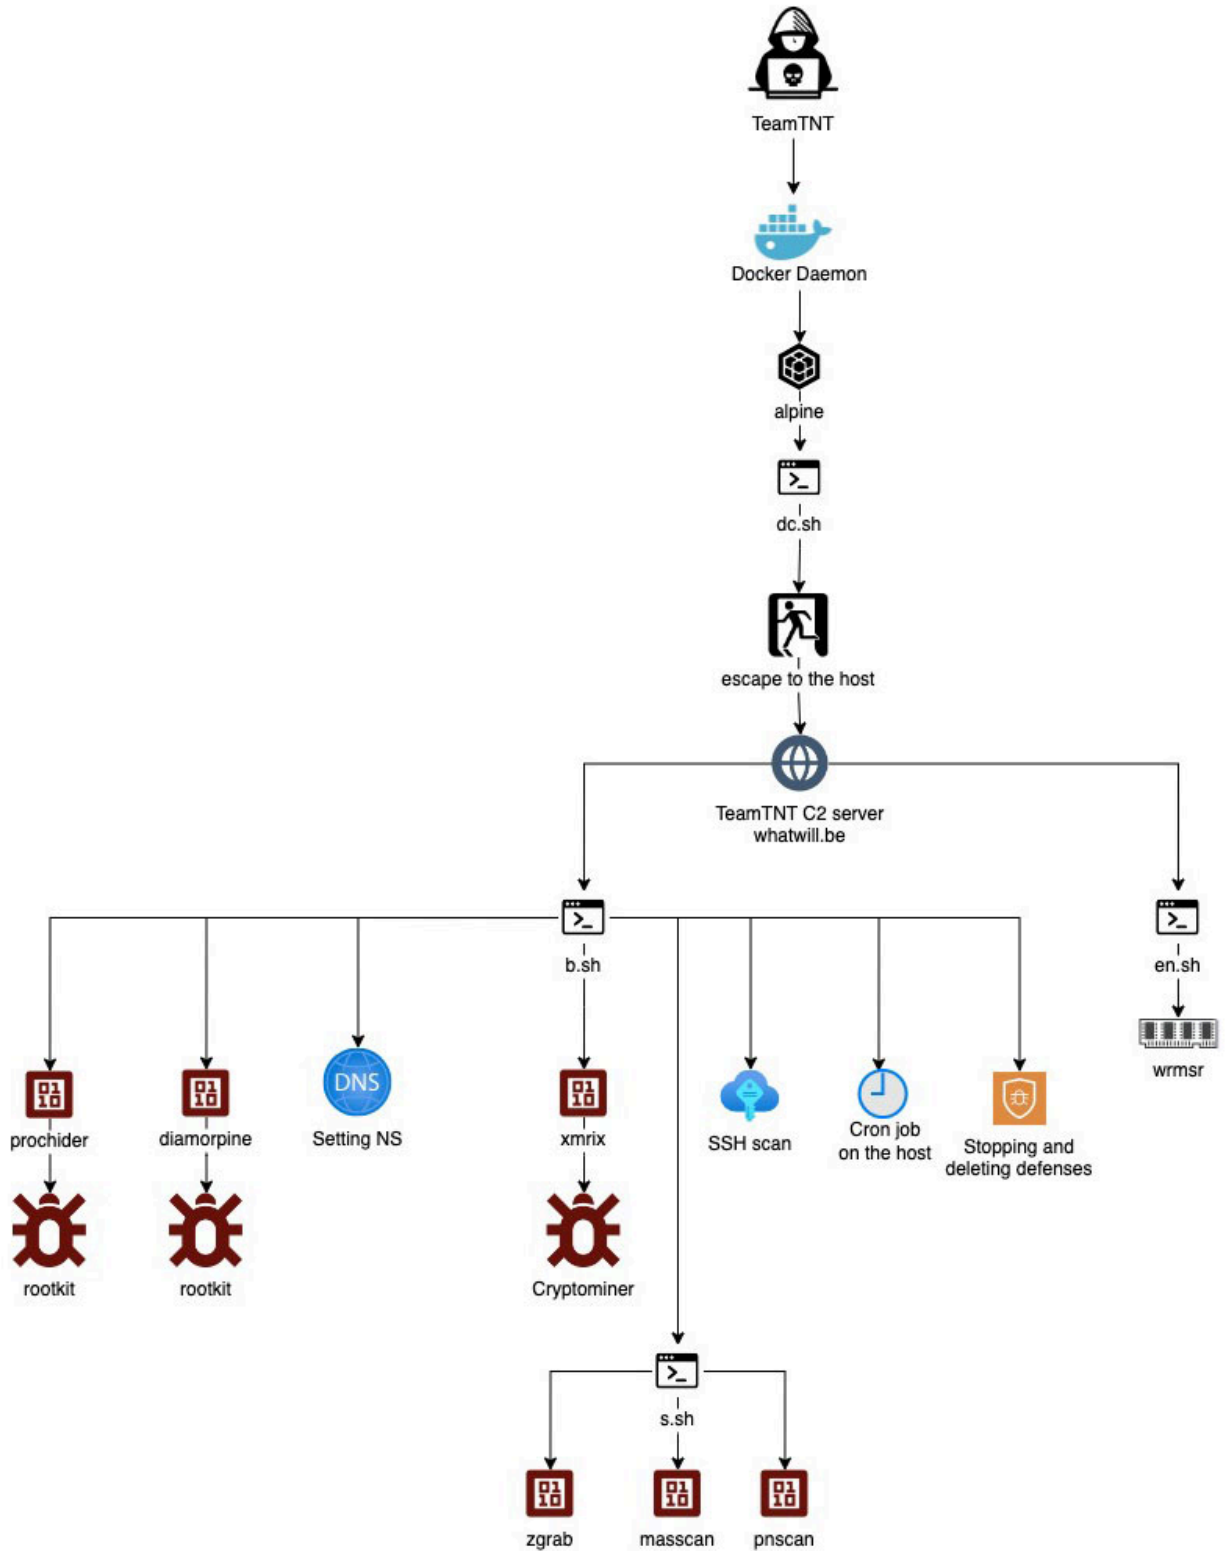 TeamTNT
Docker Daemon
alpine
dc.sh
escape to the host
TeamTNT C2 server
whatwill.be
b.sh
en.sh
wrmsr
DNS
prochider
diamorpine
Setting NS
xmrix
SSH scan
Cron job
on the host
Stopping and
deleting defenses
rootkit
rootkit
Cryptominer
s.sh
zgrab
masscan
pnscan